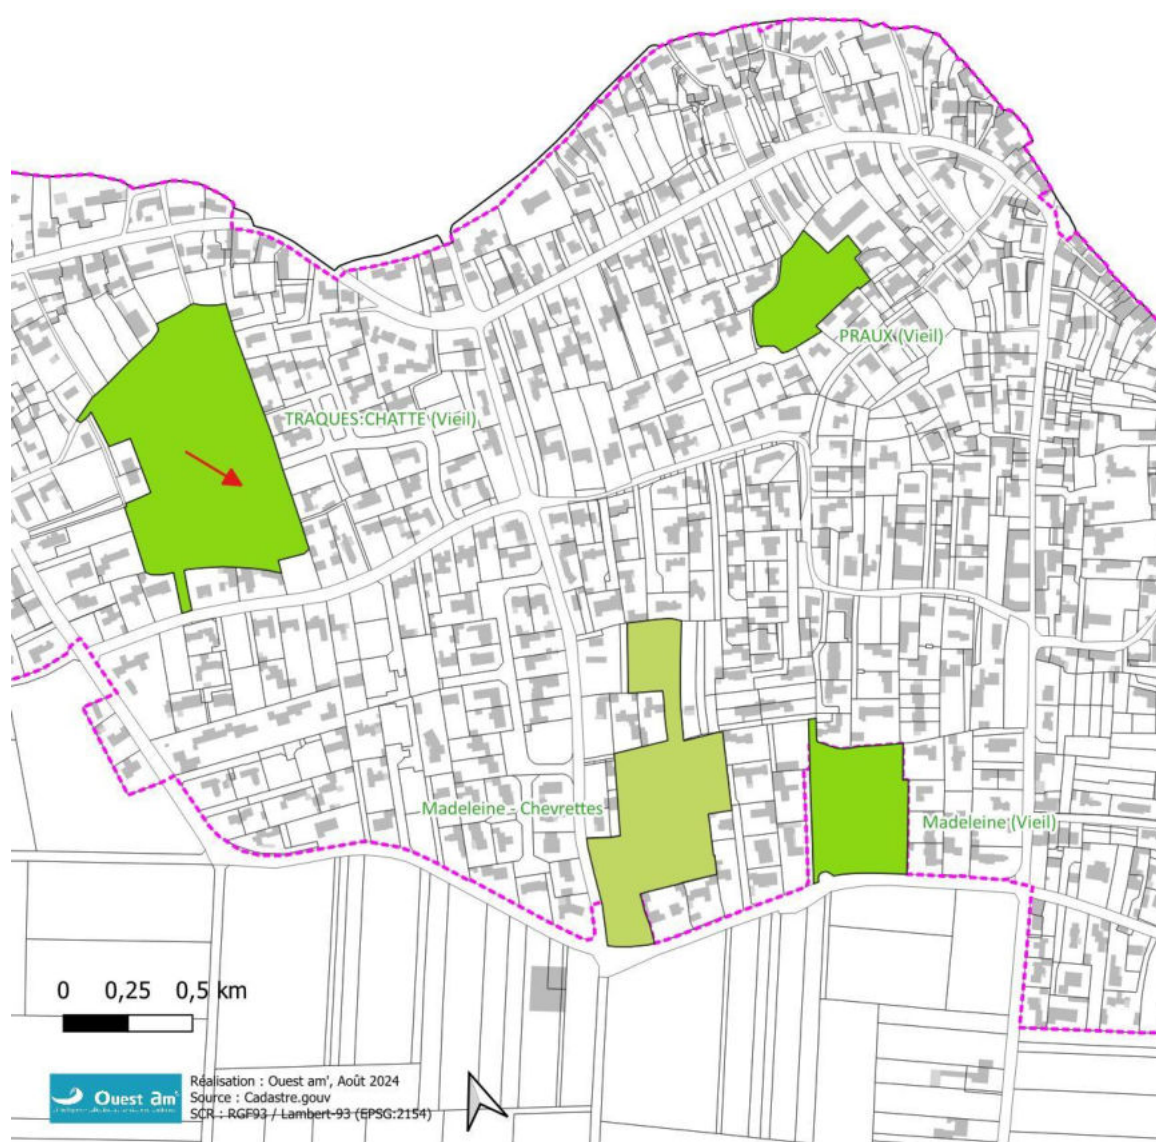 PRAUX (Vieil)
TRAQUES:CHATTE (Vieil)
Madeleine - Chevrettes
Madeleine (Vieil)
0 0,25 0,5 km
Ouest am'
Réalisation : Ouest am', Août 2024
Source : Cadastre.gouv
SCR : RGF93 / Lambert-93 (EPSG:2154)